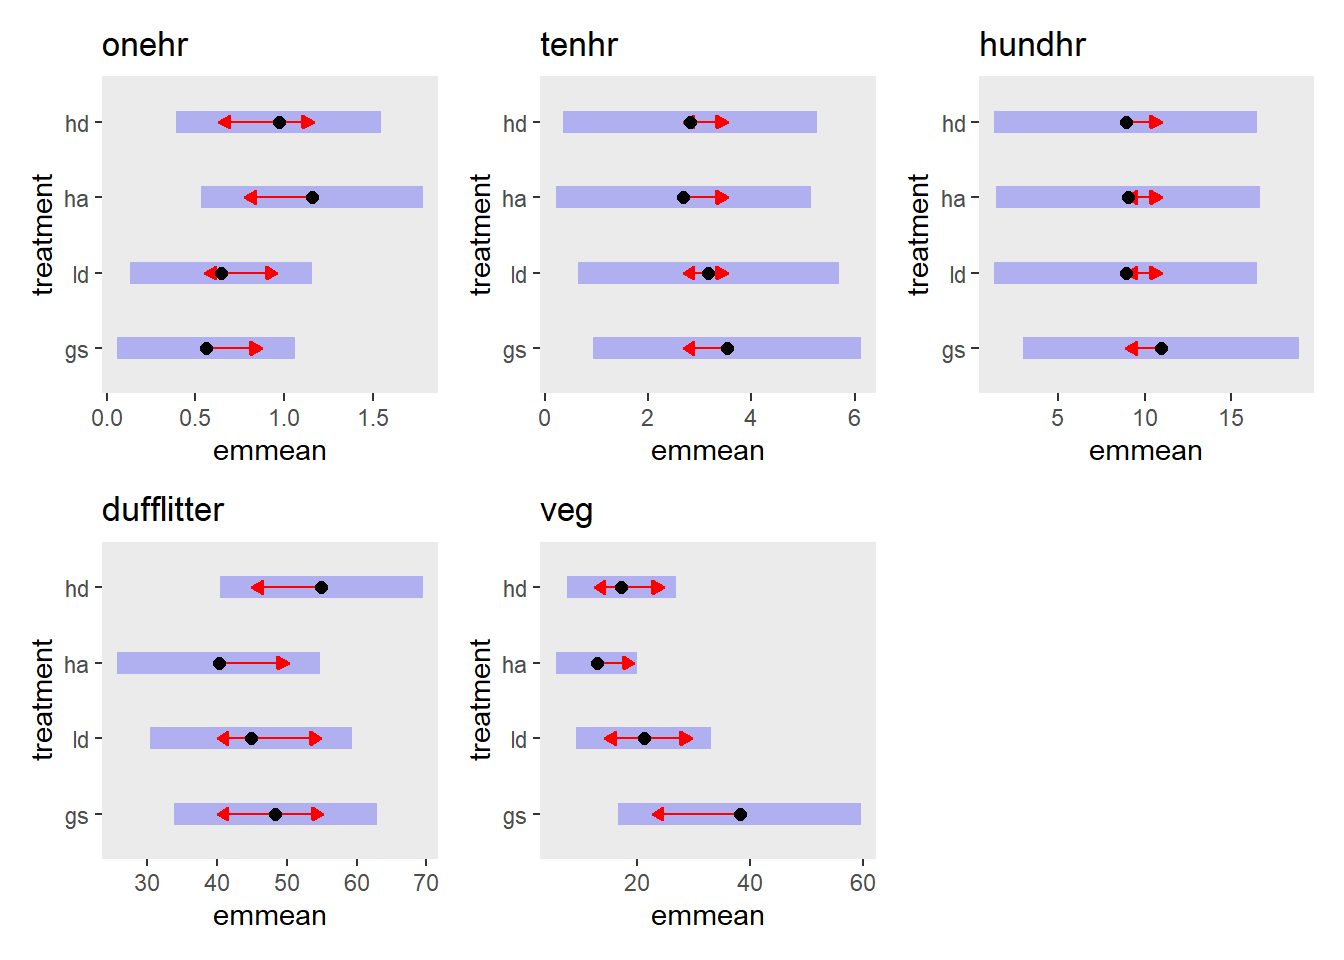 onehr
tenhr
hundhr
treatment
hd
ha
ld
gs
0.0 0.5 1.0 1.5
emmean
treatment
hd
ha
ld
gs
0 2 4 6
emmean
treatment
hd
ha
ld
gs
5 10 15
emmean
dufflitter
veg
treatment
hd
ha
ld
gs
30 40 50 60 70
emmean
treatment
hd
ha
ld
gs
20 40 60
emmean